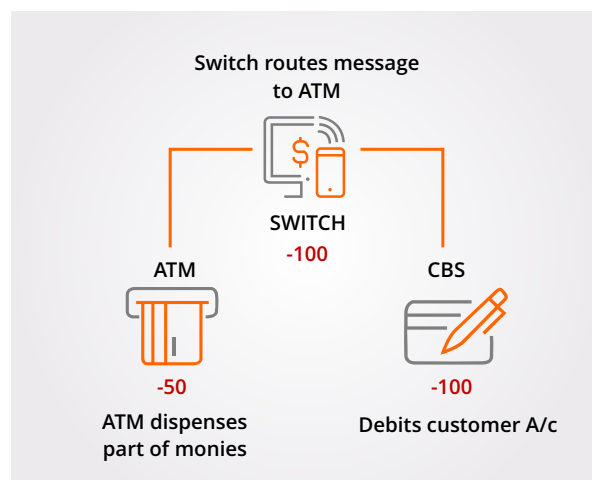 Switch routes message
to ATM
$
SWITCH
-100
ATM
CBS
-50
-100
ATM dispenses
part of monies
Debits customer A/c